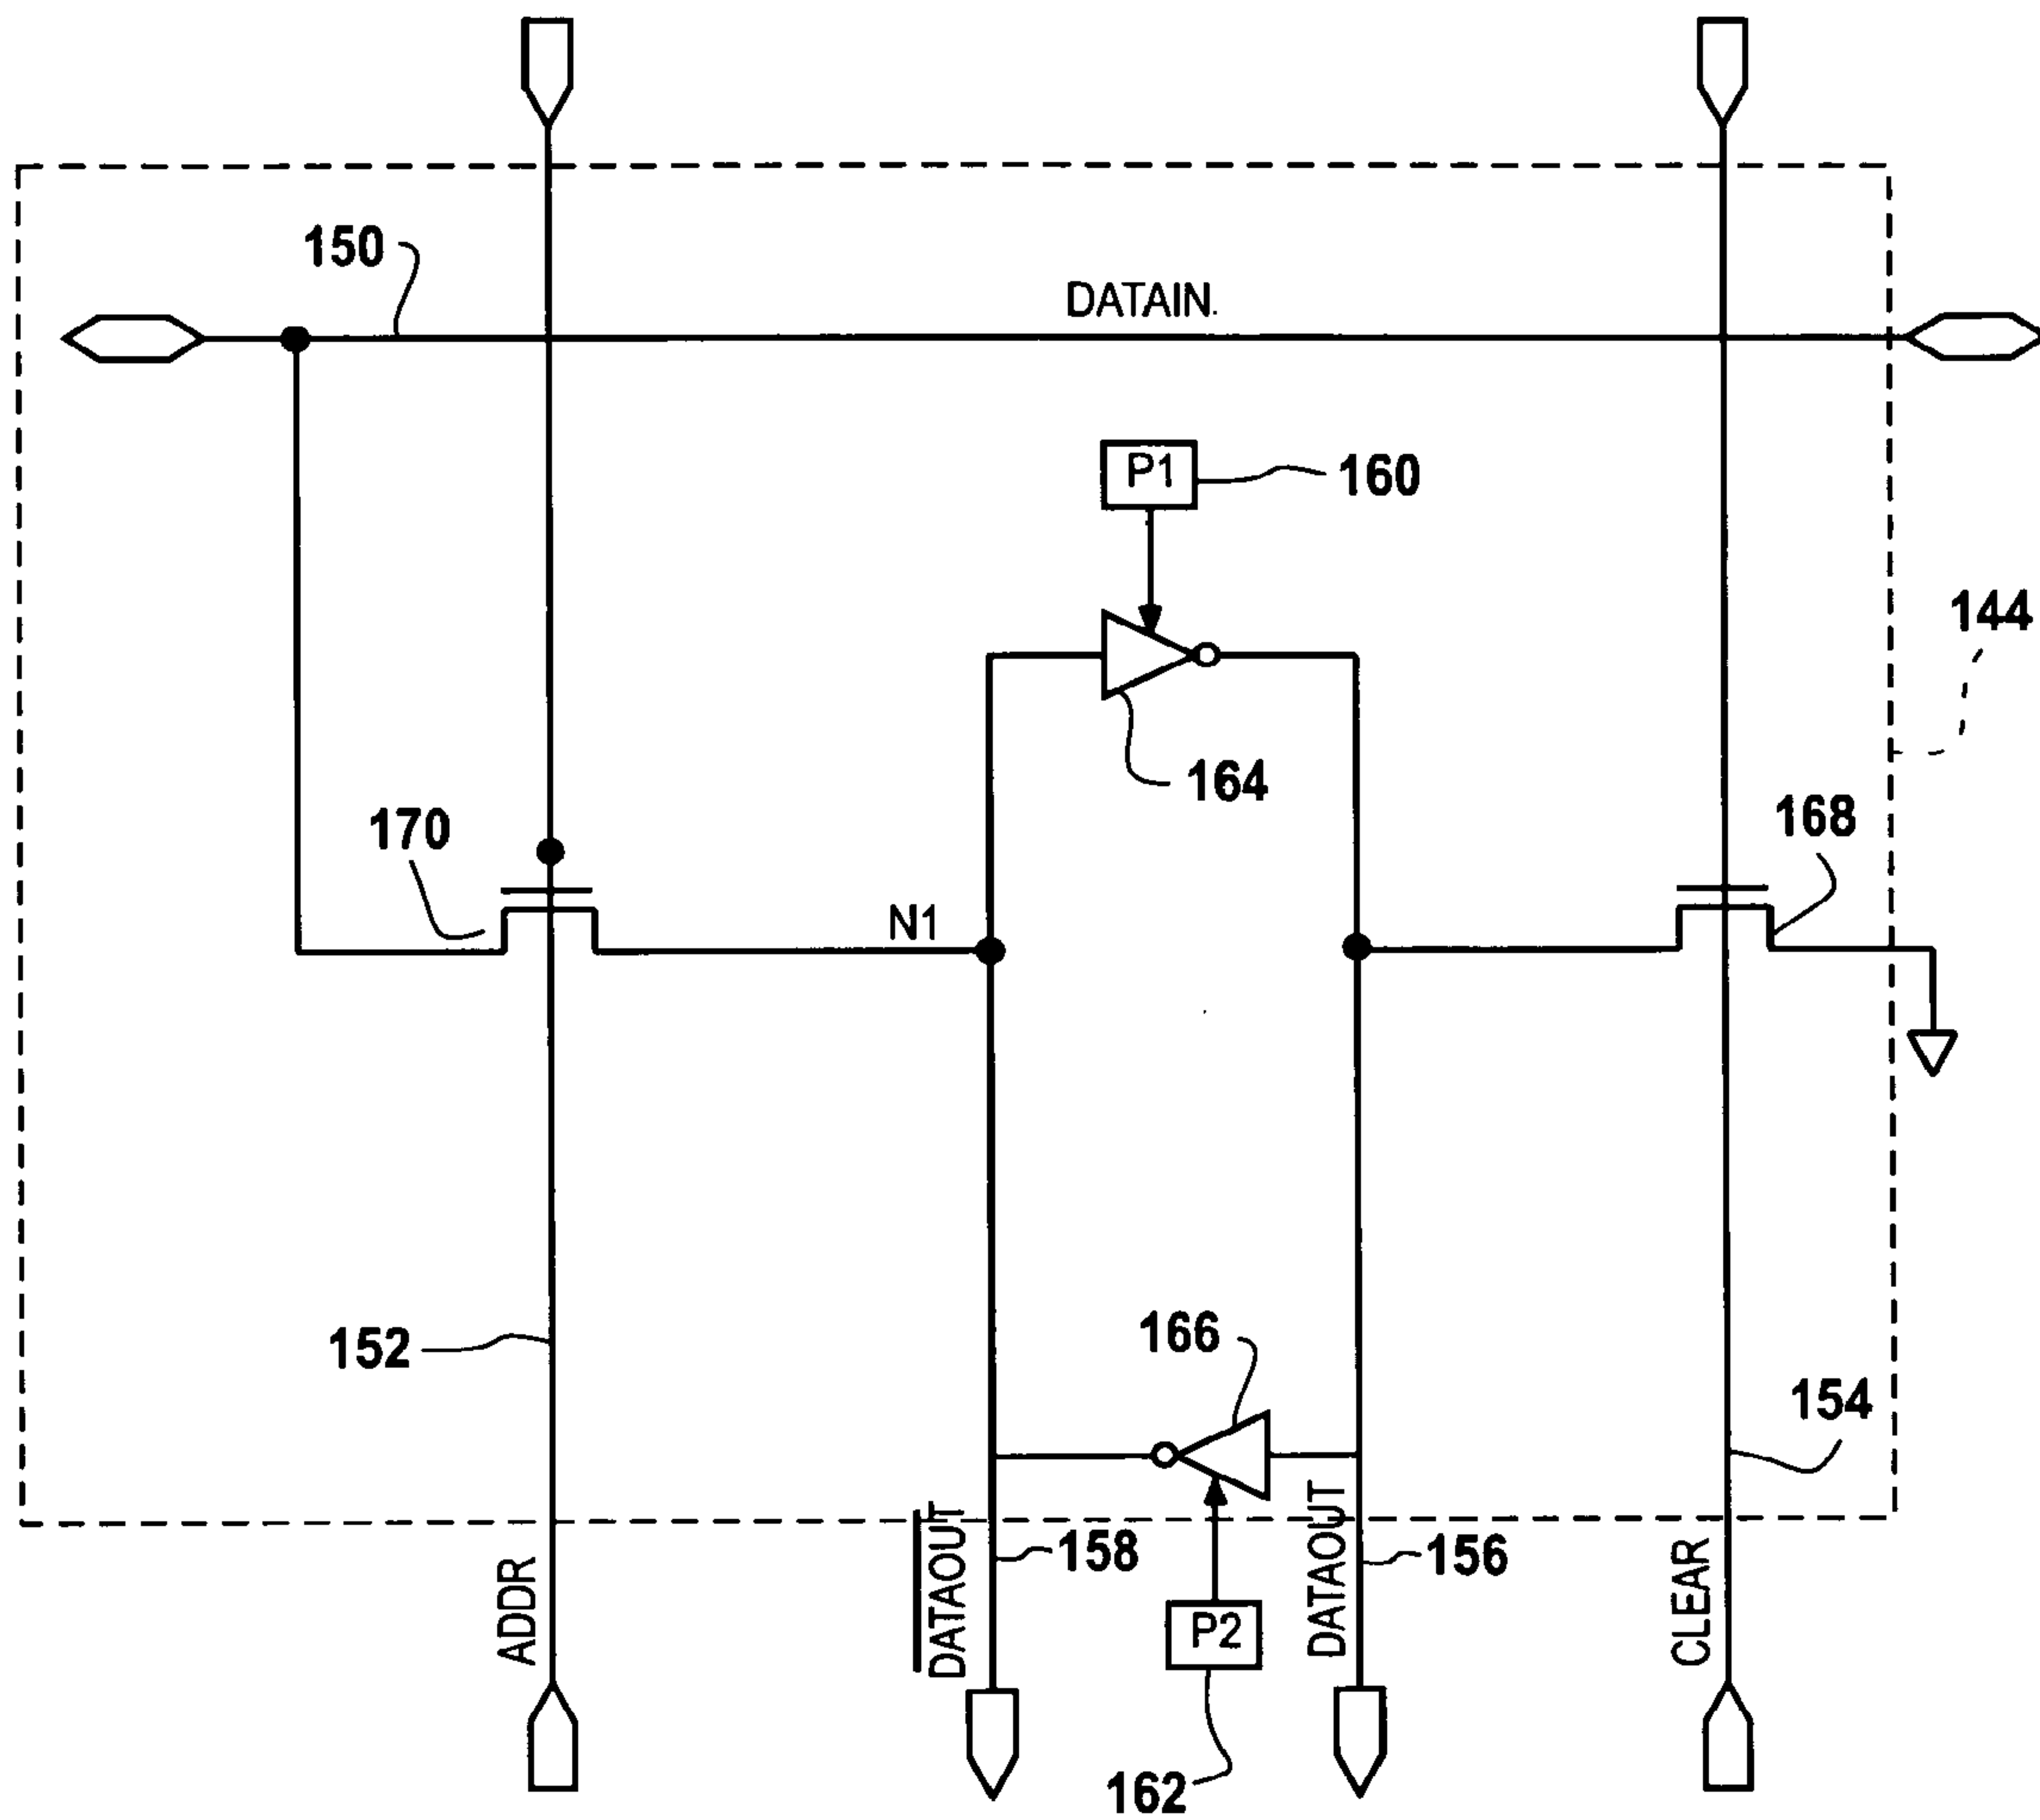 150
DATAIN.
P1
160
144
164
170
168
N1
152
166
154
ADDR
DATAOUT
158
P2
DATAOUT
156
CLEAR
162